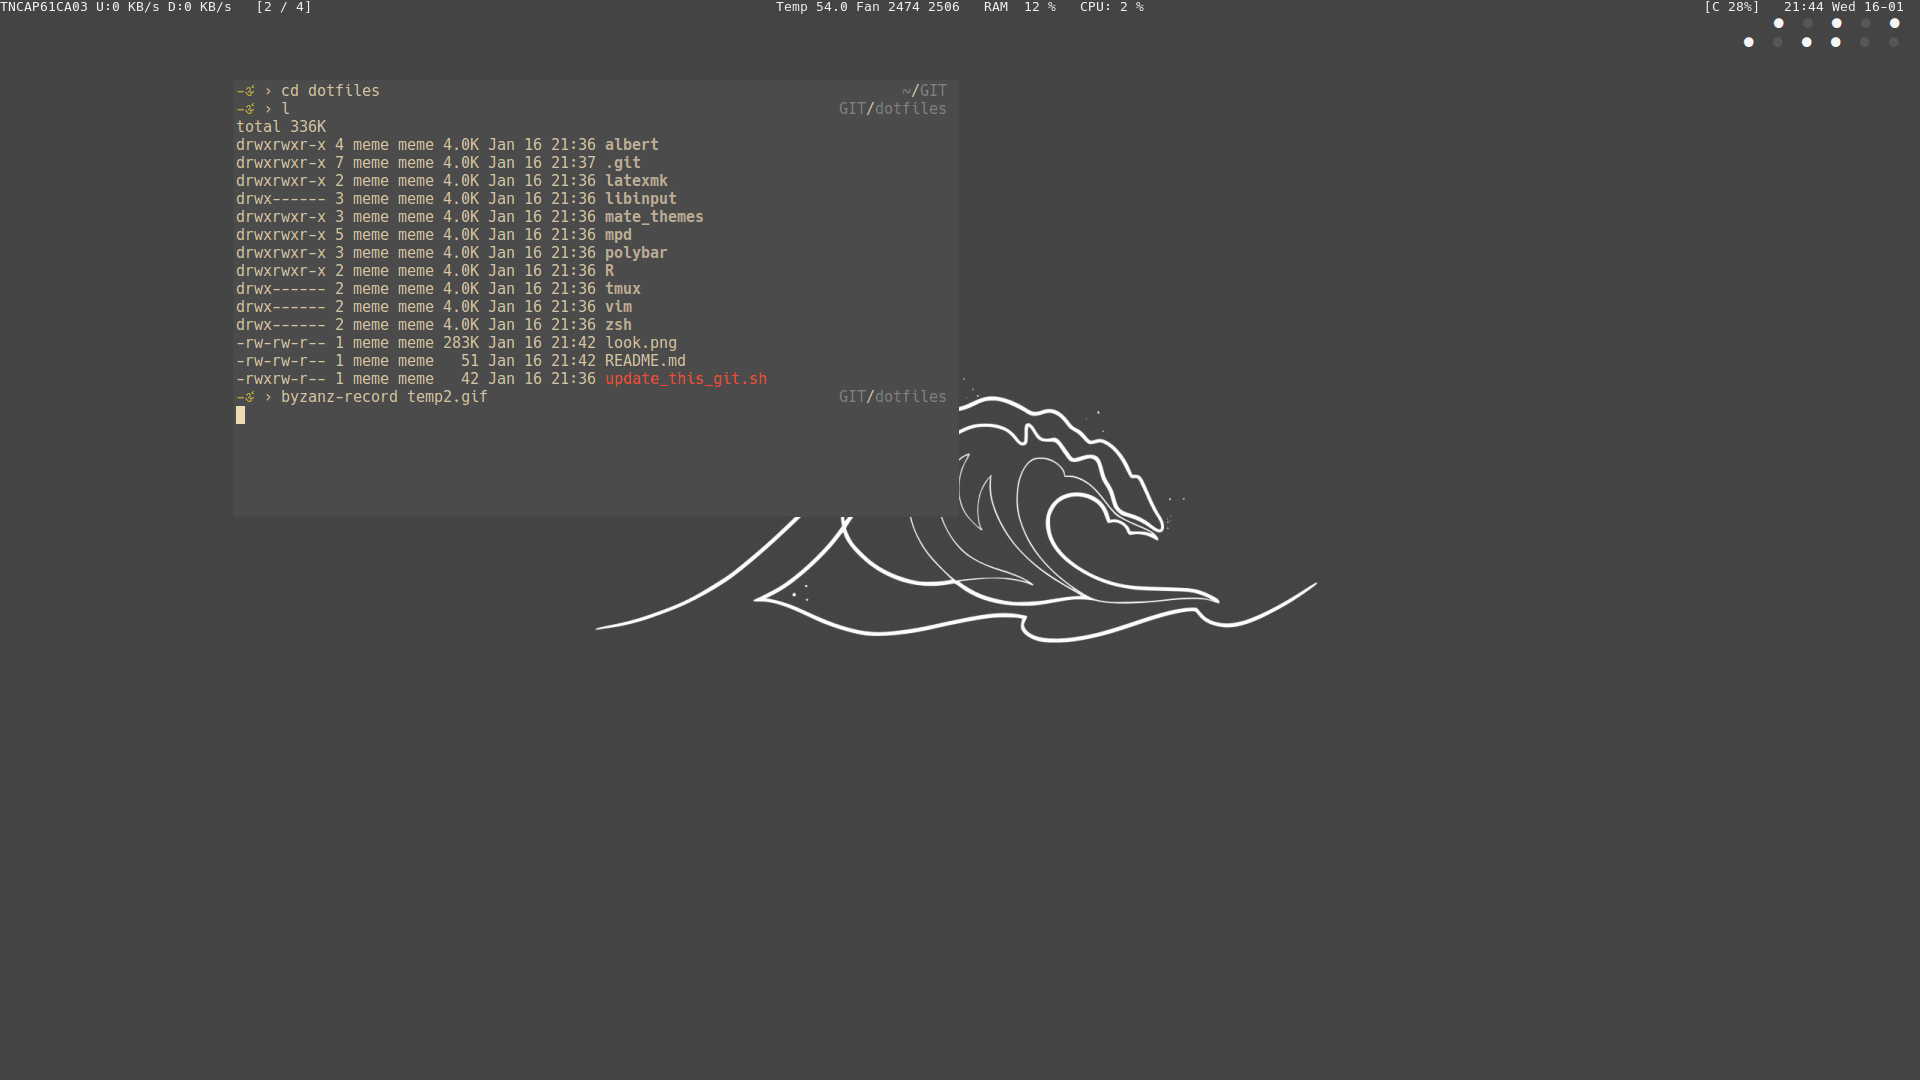 TNCAP61CA03 U:0 KB/s D:0 KB/s [2 / 4] Temp 54.0 Fan 2474 2506 RAM 12 % CPU: 2 % [C 28%] 21:44 Wed 16-01
-ॐ › cd dotfiles ~/GIT
-ॐ › l GIT/dotfiles
total 336K
drwxrwxr-x 4 meme meme 4.0K Jan 16 21:36 albert
drwxrwxr-x 7 meme meme 4.0K Jan 16 21:37 .git
drwxrwxr-x 2 meme meme 4.0K Jan 16 21:36 latexmk
drwx------ 3 meme meme 4.0K Jan 16 21:36 libinput
drwxrwxr-x 3 meme meme 4.0K Jan 16 21:36 mate_themes
drwxrwxr-x 5 meme meme 4.0K Jan 16 21:36 mpd
drwxrwxr-x 3 meme meme 4.0K Jan 16 21:36 polybar
drwxrwxr-x 2 meme meme 4.0K Jan 16 21:36 R
drwx------ 2 meme meme 4.0K Jan 16 21:36 tmux
drwx------ 2 meme meme 4.0K Jan 16 21:36 vim
drwx------ 2 meme meme 4.0K Jan 16 21:36 zsh
-rw-rw-r-- 1 meme meme 283K Jan 16 21:42 look.png
-rw-rw-r-- 1 meme meme 51 Jan 16 21:42 README.md
-rwxrw-r-- 1 meme meme 42 Jan 16 21:36 update_this_git.sh
-ॐ › byzanz-record temp2.gif GIT/dotfiles